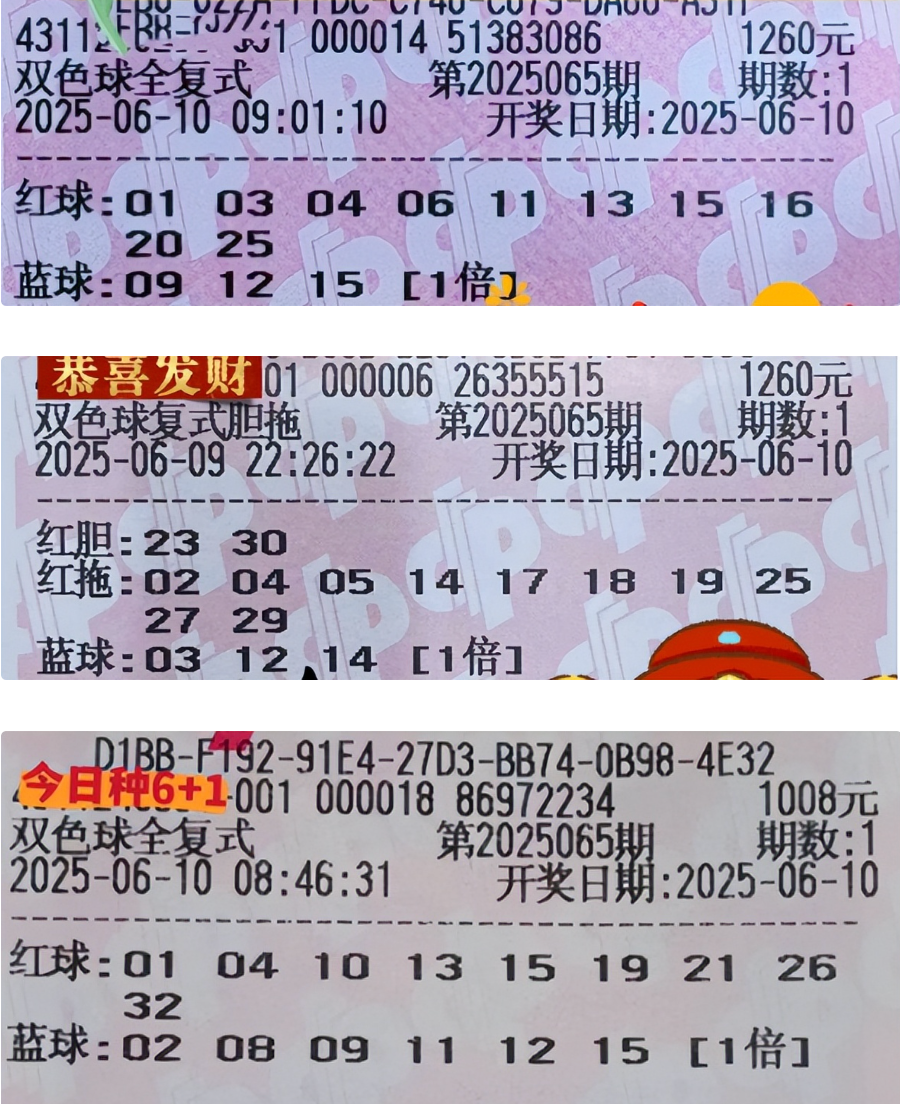 43112 1 000014 51383086 1260元
双色球全复式 第2025065期 期数:1
2025-06-10 09:01:10 开奖日期:2025-06-10
红球:01 03 04 06 11 13 15 16
20 25
蓝球:09 12 15 [1倍]
恭喜发财 01 000006 26355515 1260元
双色球复式胆拖 第2025065期 期数:1
2025-06-09 22:26:22 开奖日期:2025-06-10
红胆:23 30
红拖:02 04 05 14 17 18 19 25
27 29
蓝球:03 12 14 [1倍]
D1BB-F192-91E4-27D3-BB74-0B98-4E32
今日种6+1 -001 000018 86972234 1008元
双色球全复式 第2025065期 期数:1
2025-06-10 08:46:31 开奖日期:2025-06-10
红球:01 04 10 13 15 19 21 26
32
蓝球:02 08 09 11 12 15 [1倍]